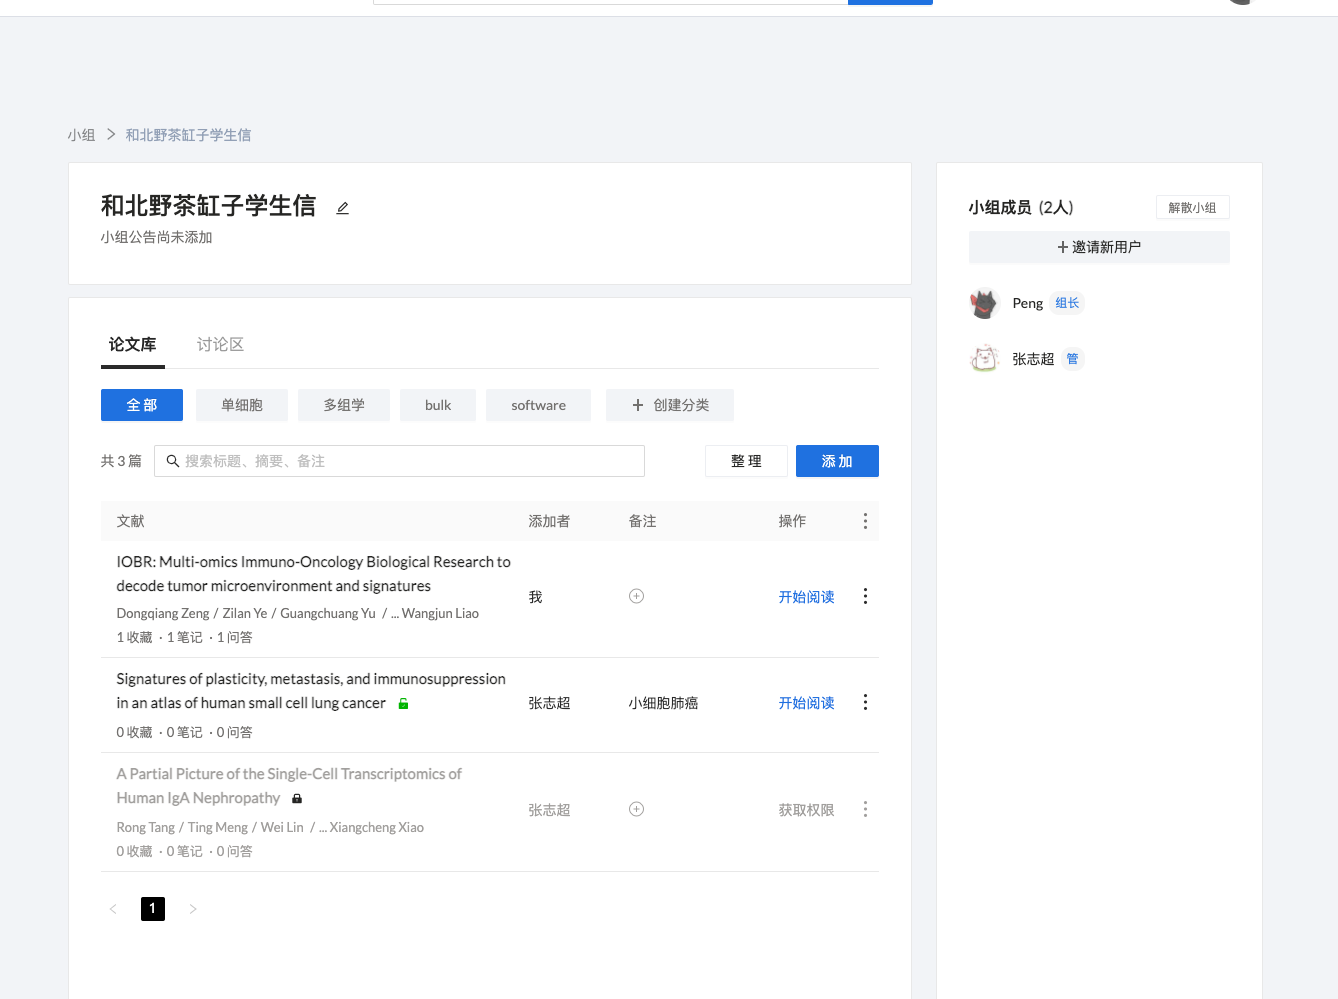 小组 > 和北野茶缸子学生信
和北野茶缸子学生信
小组公告尚未添加
论文库 讨论区
全部 单细胞 多组学 bulk software + 创建分类
共 3 篇 搜索标题、摘要、备注 整理 添加
文献 添加者 备注 操作
IOBR: Multi-omics Immuno-Oncology Biological Research to
decode tumor microenvironment and signatures
Dongqiang Zeng / Zilan Ye / Guangchuang Yu / ... Wangjun Liao
1 收藏 · 1 笔记 · 1 问答
我 开始阅读
Signatures of plasticity, metastasis, and immunosuppression
in an atlas of human small cell lung cancer
0 收藏 · 0 笔记 · 0 问答
张志超 小细胞肺癌 开始阅读
A Partial Picture of the Single-Cell Transcriptomics of
Human IgA Nephropathy
Rong Tang / Ting Meng / Wei Lin / ... Xiangcheng Xiao
0 收藏 · 0 笔记 · 0 问答
张志超 获取权限
< 1 >
小组成员 (2人) 解散小组
+ 邀请新用户
Peng 组长
张志超 管